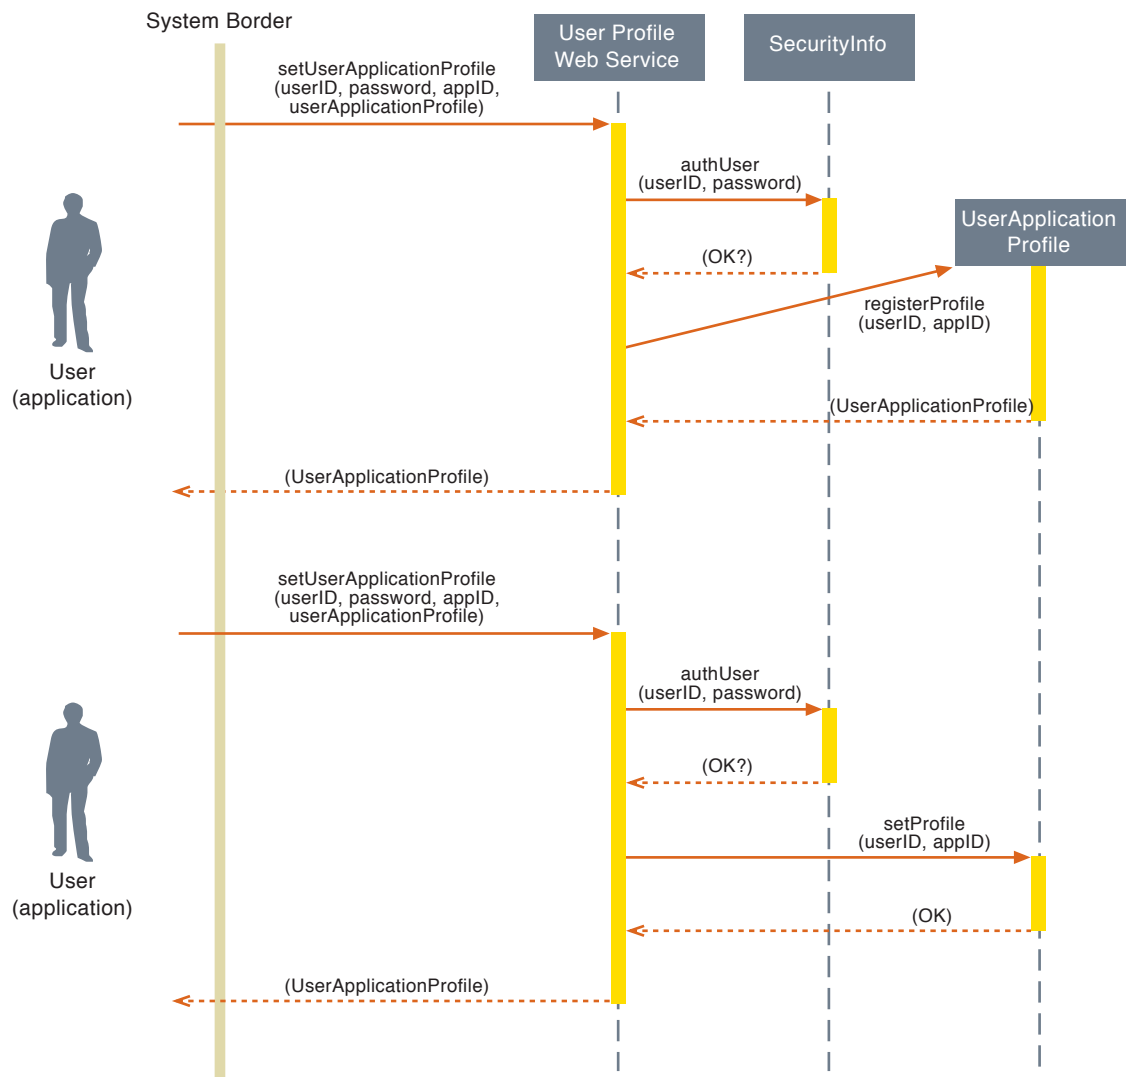 System Border
User Profile
Web Service
SecurityInfo
setUserApplicationProfile
(userID, password, appID,
userApplicationProfile)
authUser
(userID, password)
UserApplication
Profile
(OK?)
registerProfile
(userID, appID)
User
(application)
(UserApplicationProfile)
(UserApplicationProfile)
setUserApplicationProfile
(userID, password, appID,
userApplicationProfile)
authUser
(userID, password)
(OK?)
setProfile
(userID, appID)
User
(application)
(OK)
(UserApplicationProfile)